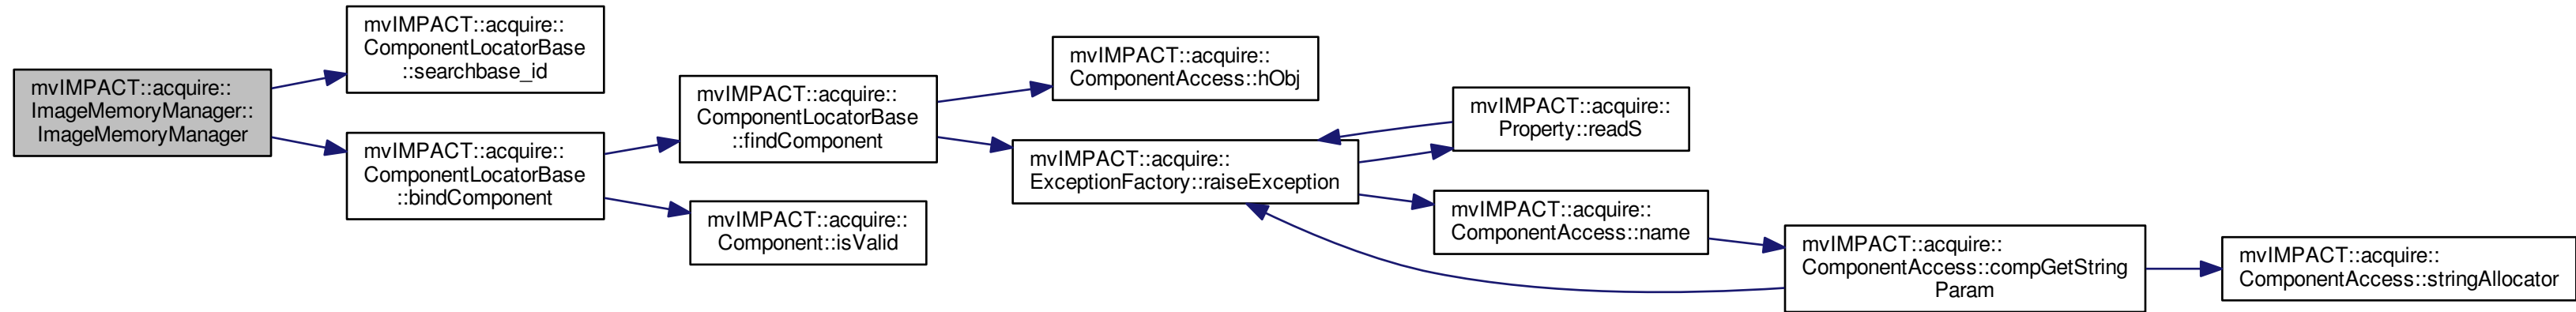 mvIMPACT::acquire::
ImageMemoryManager::
ImageMemoryManager
mvIMPACT::acquire::
ComponentLocatorBase
::searchbase_id
mvIMPACT::acquire::
ComponentLocatorBase
::bindComponent
mvIMPACT::acquire::
ComponentLocatorBase
::findComponent
mvIMPACT::acquire::
Component::isValid
mvIMPACT::acquire::
ComponentAccess::hObj
mvIMPACT::acquire::
ExceptionFactory::raiseException
mvIMPACT::acquire::
Property::readS
mvIMPACT::acquire::
ComponentAccess::name
mvIMPACT::acquire::
ComponentAccess::compGetString
Param
mvIMPACT::acquire::
ComponentAccess::stringAllocator